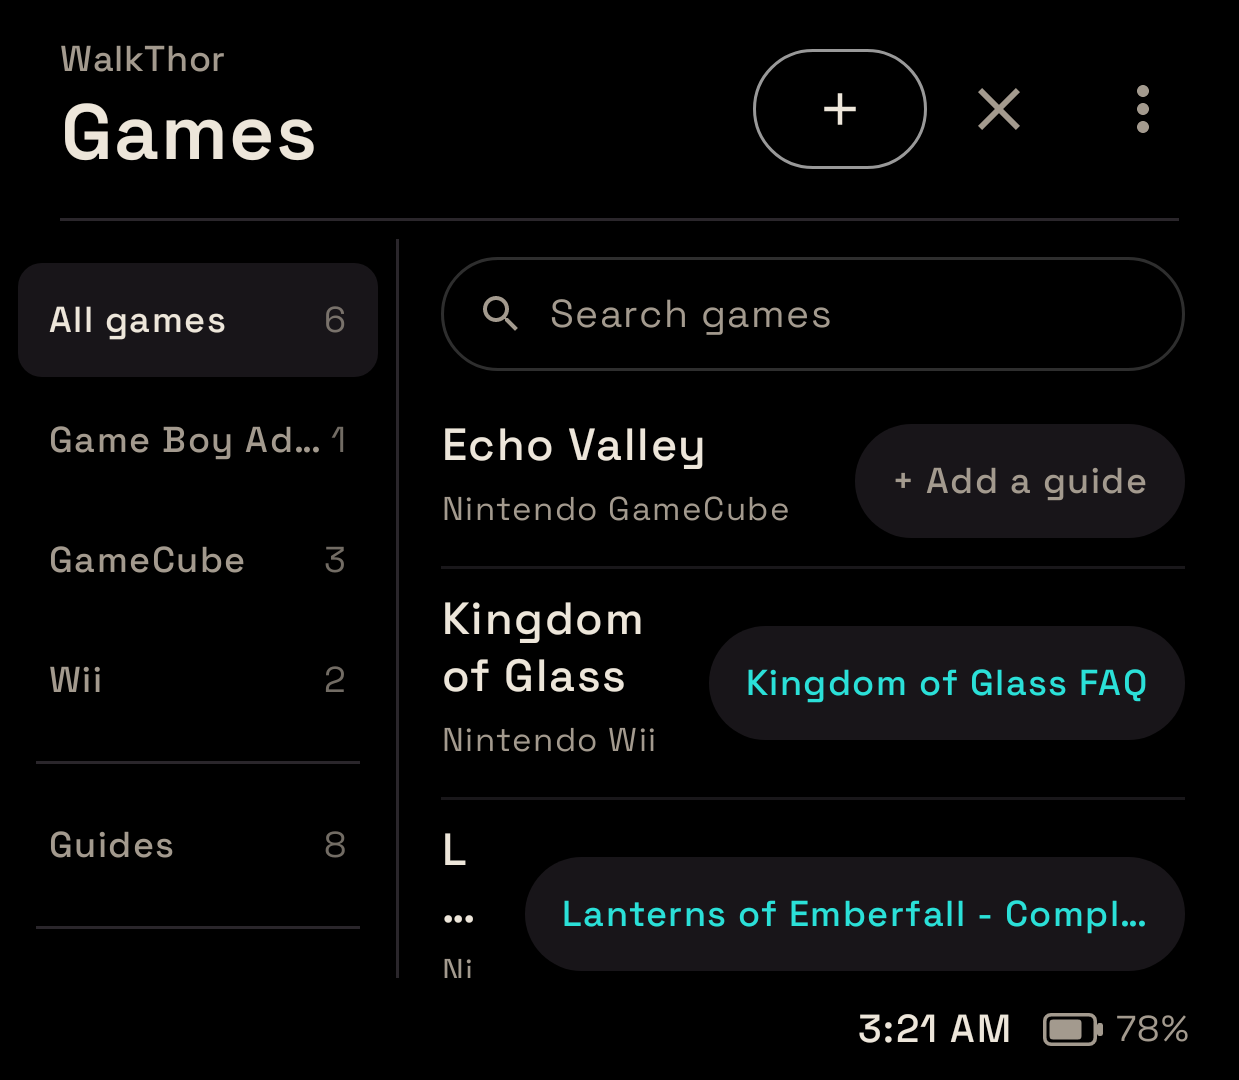 WalkThor
Games
+
All games 6
Game Boy Ad… 1
GameCube 3
Wii 2
Guides 8
Search games
Echo Valley
Nintendo GameCube
+ Add a guide
Kingdom
of Glass
Nintendo Wii
Kingdom of Glass FAQ
L
…
Ni
Lanterns of Emberfall - Compl…
3:21 AM 78%